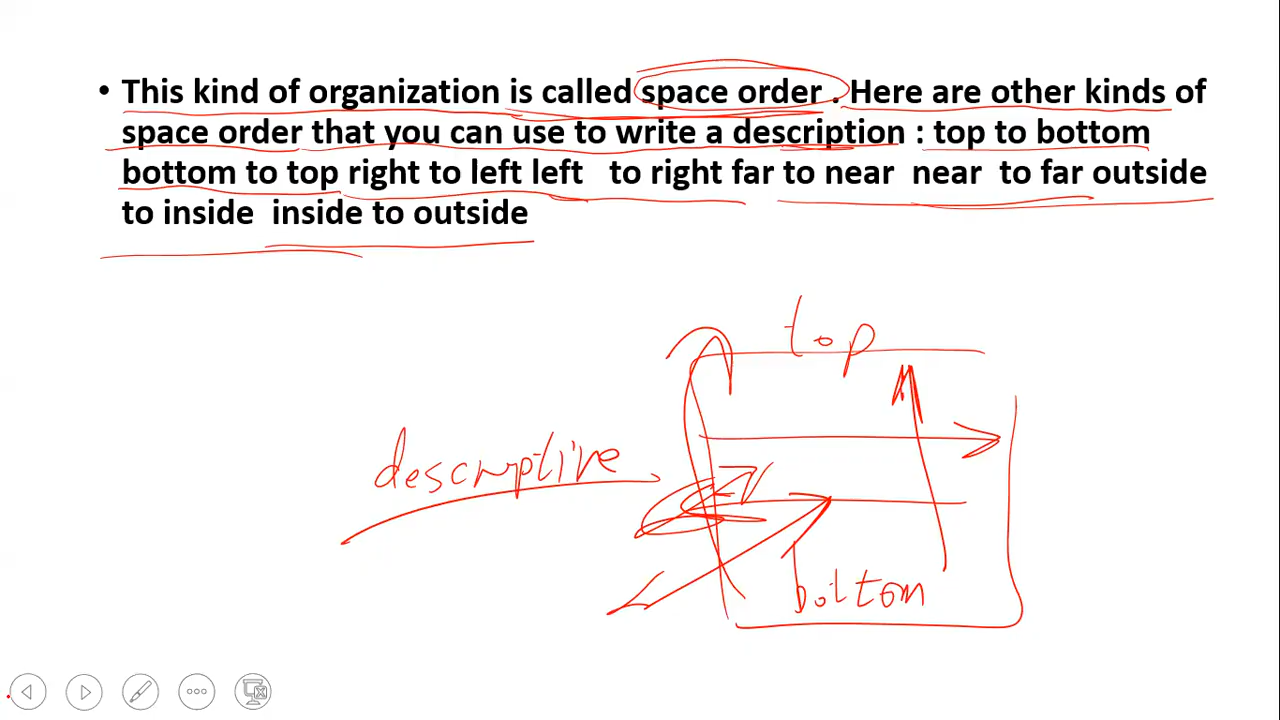 • This kind of organization is called space order . Here are other kinds of
space order that you can use to write a description : top to bottom
bottom to top right to left left to right far to near near to far outside
to inside inside to outside
top
descriptive
bottom